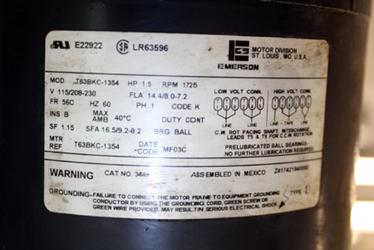 E22922 LR63596
MOTOR DIVISION
ST. LOUIS, MO. U.S.A.
EMERSON
MOD T63BKC-1354 HP 1.5 RPM 1725
V 115/208-230 FLA 14.4/8.0-7.2
LOW VOLT CONN. HIGH VOLT CONN.
FR 56C HZ 60 PH 1 CODE K
INS B MAX AMB 40°C DUTY CONT
LINE LINE LINE TAPE LINE
SF 1.15 SFA 16.5/9.2-8.2 BRG BALL
C.W ROT FACING SHAFT INTERCHANGE
LEADS T5 & T8 FOR C.C.W ROTATION
MTR REF T63BKC-1354 DATE CODE MF03C
PRELUBRICATED BALL BEARINGS
NO FURTHER LUBRICATION REQUIRED
WARNING CAT NO. ASSEMBLED IN MEXICO
GROUNDING-FAILURE TO CONNECT THE MOTOR FRAME TO EQUIPMENT GROUNDING
CONDUCTOR BY USING GROUND CORD, GREEN SCREW OR
GREEN WIRE MAY RESULT IN SERIOUS ELECTRICAL SHOCK
TYPE